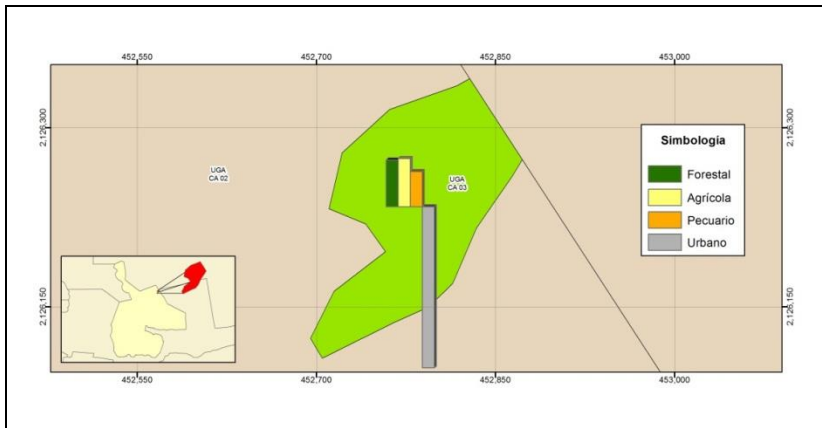 452,550 452,700 452,850 453,000
2,126,300
2,126,300
UGA
CA 02
UGA
CA 03
Simbología
Forestal
Agrícola
Pecuario
Urbano
2,126,150
2,126,150
452,550 452,700 452,850 453,000